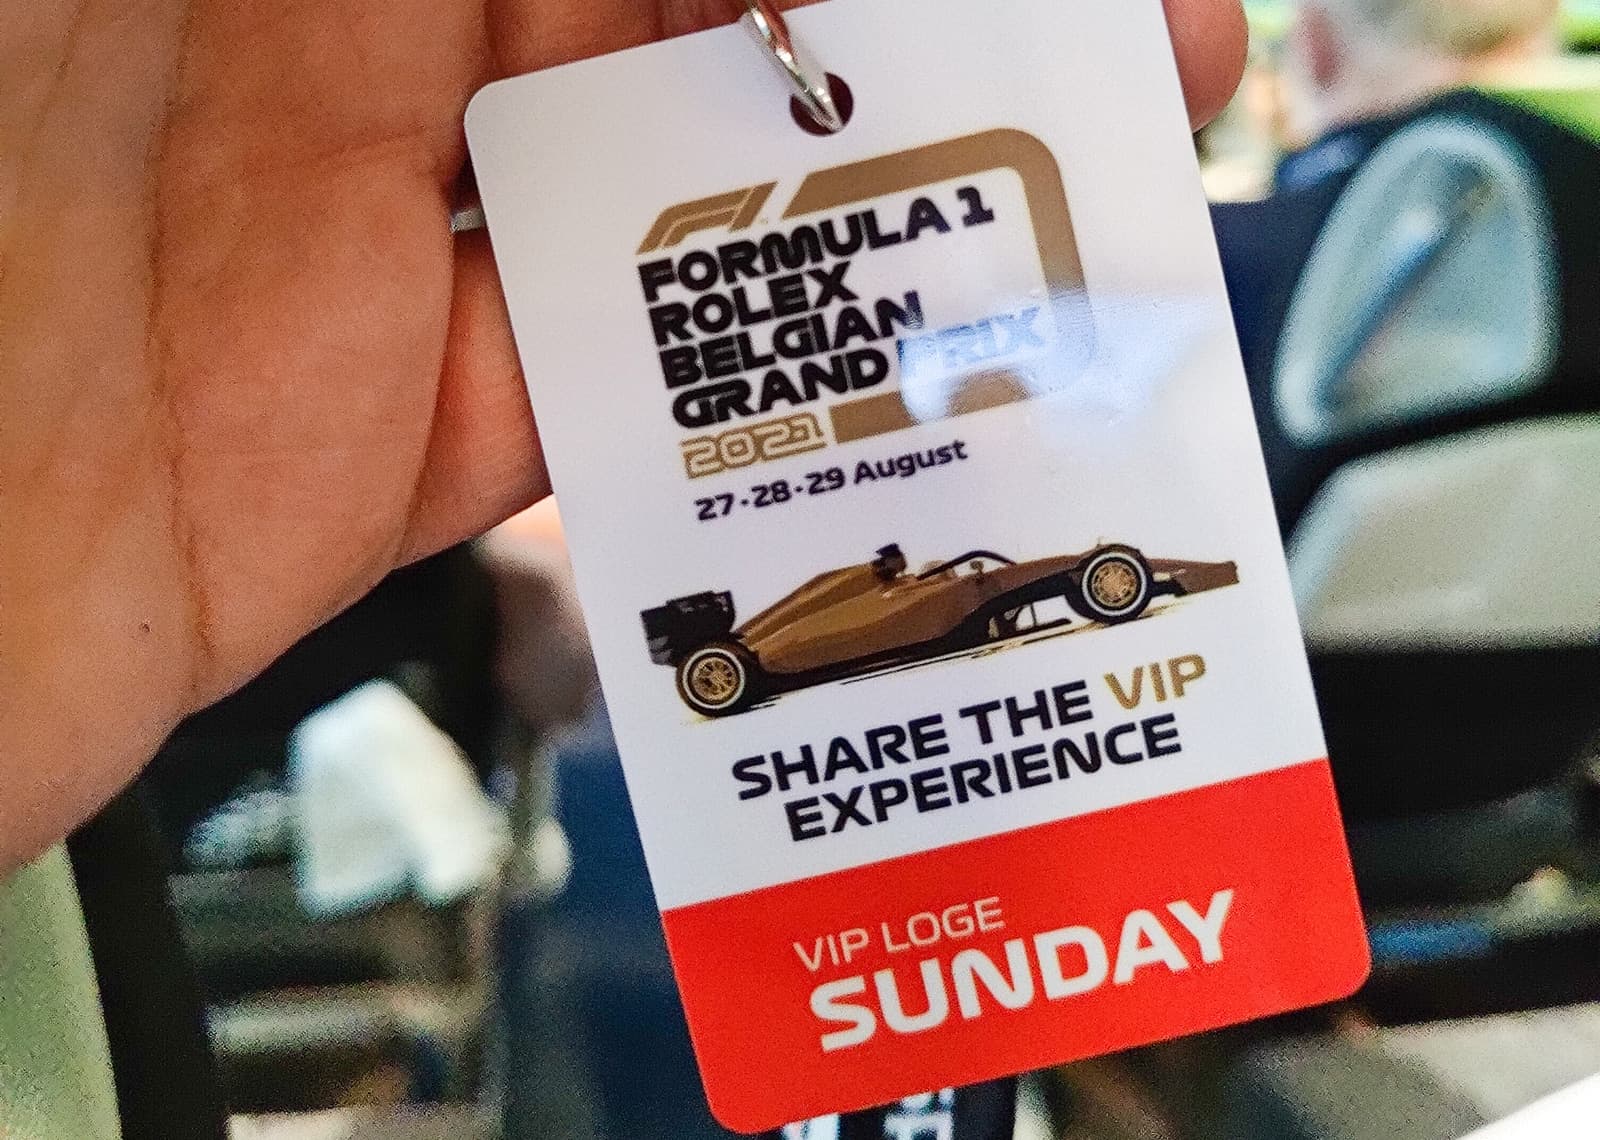 F1
FORMULA 1
ROLEX
BELGIAN
GRAND PRIX
2021
27-28-29 August
SHARE THE VIP
EXPERIENCE
VIP LOGE
SUNDAY